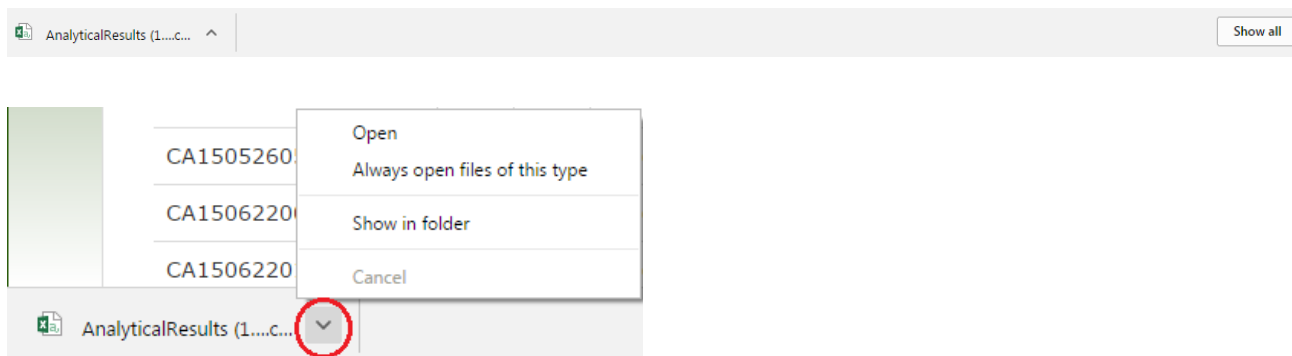 AnalyticalResults (1....c...
Show all
Open
CA15052605
Always open files of this type
CA1506220
Show in folder
CA1506220
Cancel
AnalyticalResults (1....c...